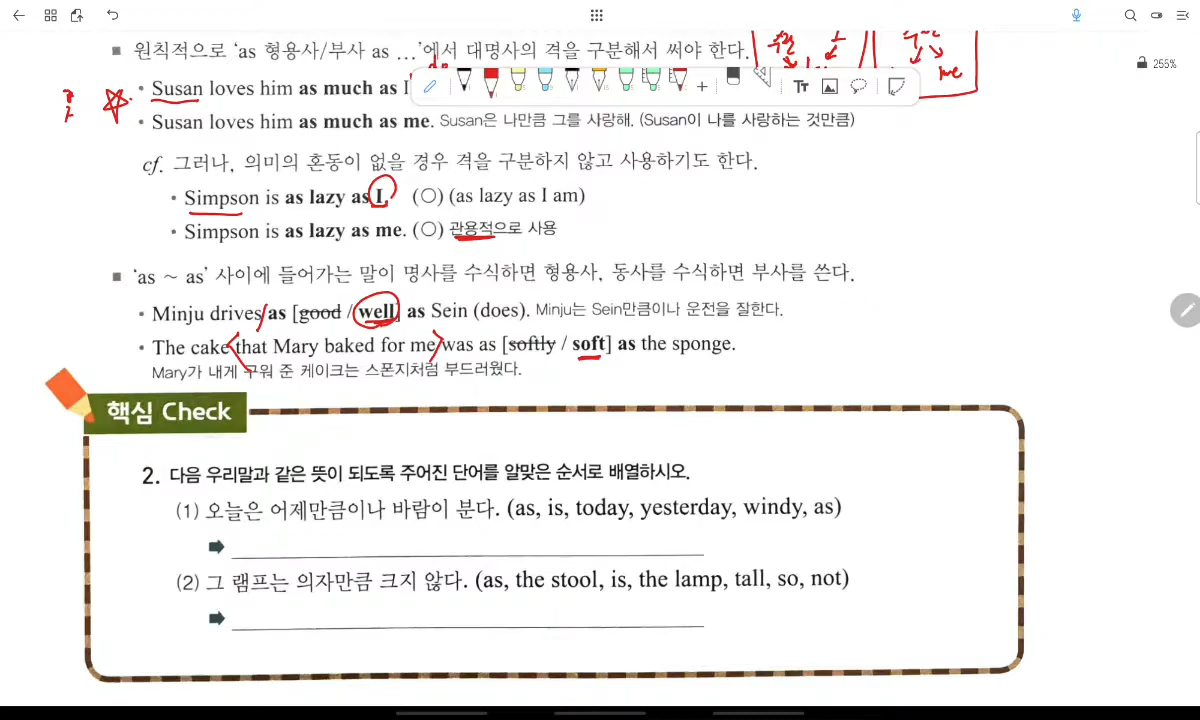 255%
■ 원칙적으로 ‘as 형용사/부사 as …’에서 대명사의 격을 구분해서 써야 한다.
• Susan loves him as much as I
• Susan loves him as much as me. Susan은 나만큼 그를 사랑해. (Susan이 나를 사랑하는 것만큼)
cf. 그러나, 의미의 혼동이 없을 경우 격을 구분하지 않고 사용하기도 한다.
• Simpson is as lazy as I. (○) (as lazy as I am)
• Simpson is as lazy as me. (○) 관용적으로 사용
■ ‘as ~ as’ 사이에 들어가는 말이 명사를 수식하면 형용사, 동사를 수식하면 부사를 쓴다.
• Minju drives as [good / well] as Sein (does). Minju는 Sein만큼이나 운전을 잘한다.
• The cake that Mary baked for me was as [softly / soft] as the sponge.
Mary가 내게 구워 준 케이크는 스폰지처럼 부드러웠다.
핵심 Check
2. 다음 우리말과 같은 뜻이 되도록 주어진 단어를 알맞은 순서로 배열하시오.
(1) 오늘은 어제만큼이나 바람이 분다. (as, is, today, yesterday, windy, as)
(2) 그 램프는 의자만큼 크지 않다. (as, the stool, is, the lamp, tall, so, not)